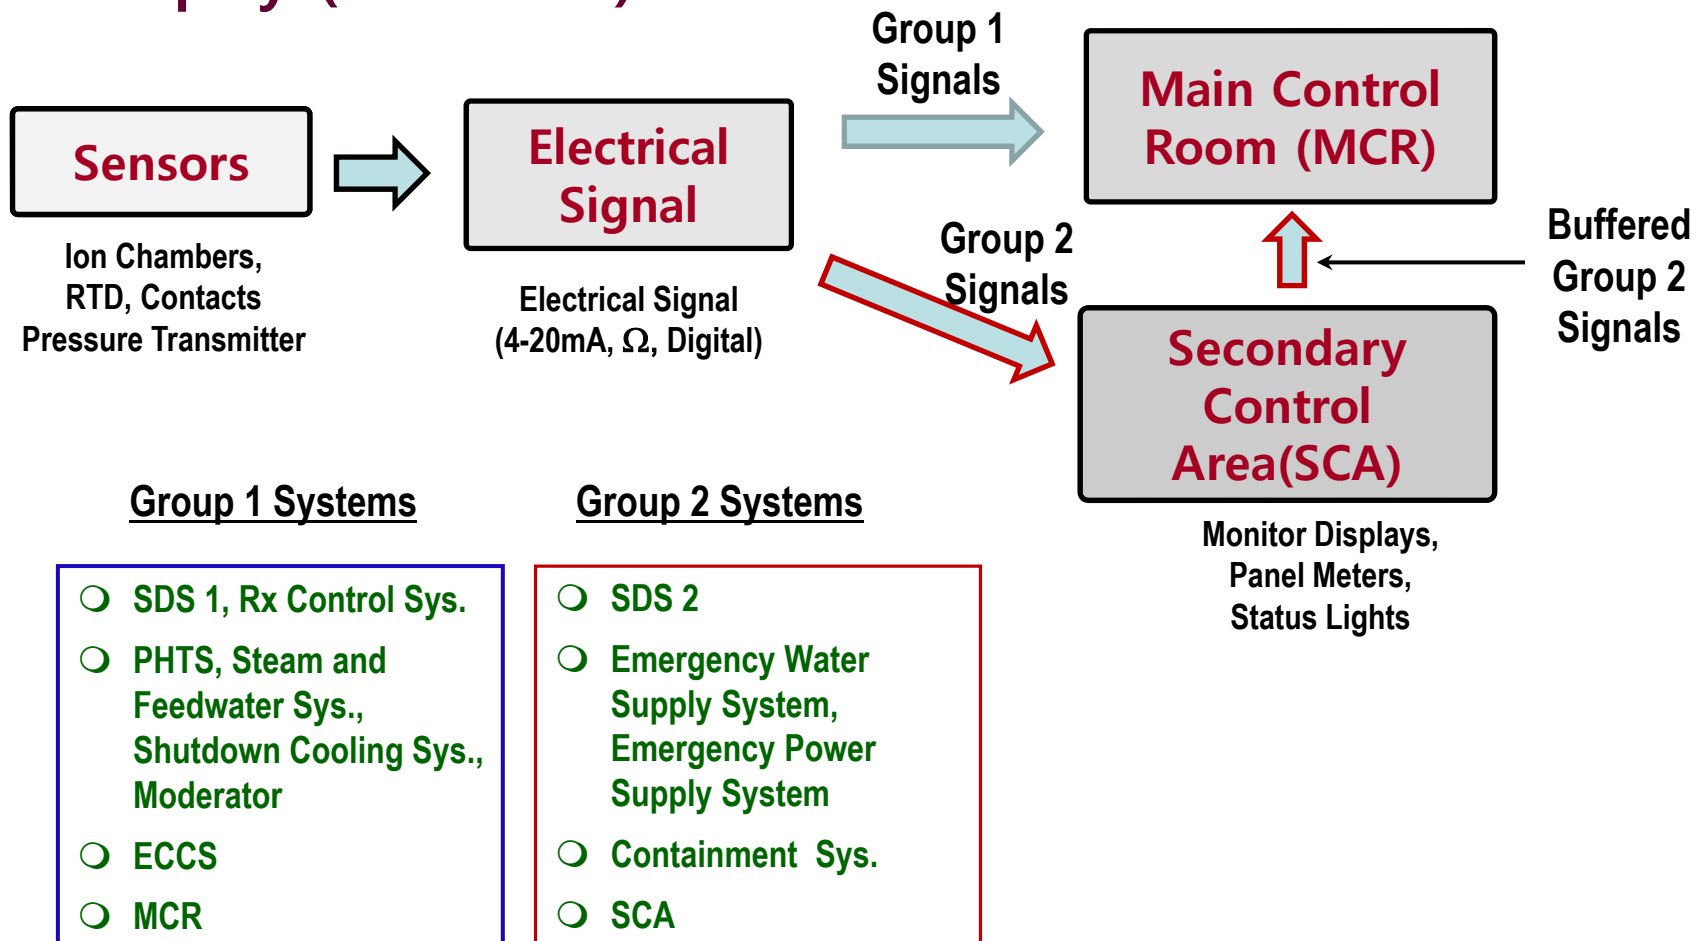 Group 1
Signals
Main Control
Room (MCR)
Sensors
Electrical
Signal
Ion Chambers,
RTD, Contacts
Pressure Transmitter
Electrical Signal
(4-20mA, Ω, Digital)
Group 2
Signals
Buffered
Group 2
Signals
Secondary
Control
Area(SCA)
Monitor Displays,
Panel Meters,
Status Lights
Group 1 Systems
❍ SDS 1, Rx Control Sys.
❍ PHTS, Steam and
Feedwater Sys.,
Shutdown Cooling Sys.,
Moderator
❍ ECCS
❍ MCR
Group 2 Systems
❍ SDS 2
❍ Emergency Water
Supply System,
Emergency Power
Supply System
❍ Containment Sys.
❍ SCA